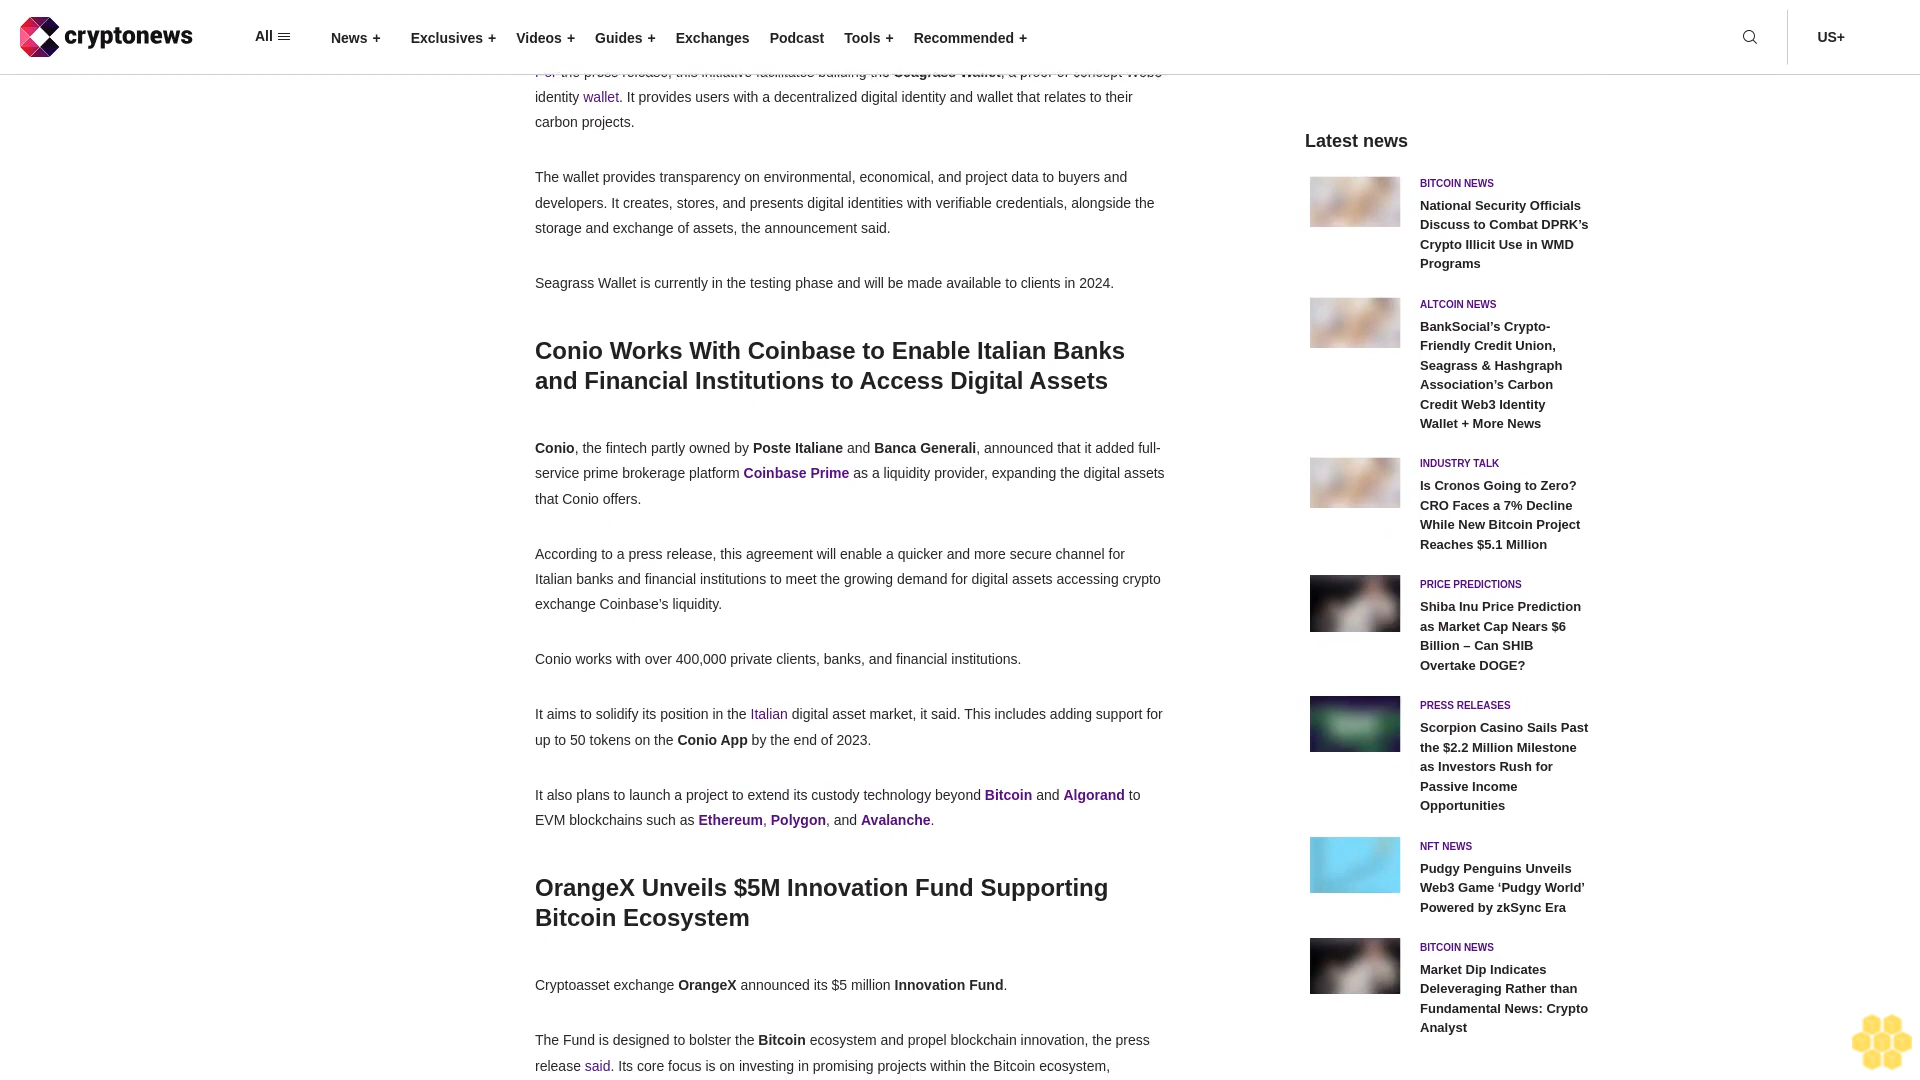 cryptonews
All
News +
Exclusives +
Videos +
Guides +
Exchanges
Podcast
Tools +
Recommended +
US+
identity wallet. It provides users with a decentralized digital identity and wallet that relates to their
carbon projects.
The wallet provides transparency on environmental, economical, and project data to buyers and
developers. It creates, stores, and presents digital identities with verifiable credentials, alongside the
storage and exchange of assets, the announcement said.
Seagrass Wallet is currently in the testing phase and will be made available to clients in 2024.
Conio Works With Coinbase to Enable Italian Banks
and Financial Institutions to Access Digital Assets
Conio, the fintech partly owned by Poste Italiane and Banca Generali, announced that it added full-
service prime brokerage platform Coinbase Prime as a liquidity provider, expanding the digital assets
that Conio offers.
According to a press release, this agreement will enable a quicker and more secure channel for
Italian banks and financial institutions to meet the growing demand for digital assets accessing crypto
exchange Coinbase’s liquidity.
Conio works with over 400,000 private clients, banks, and financial institutions.
It aims to solidify its position in the Italian digital asset market, it said. This includes adding support for
up to 50 tokens on the Conio App by the end of 2023.
It also plans to launch a project to extend its custody technology beyond Bitcoin and Algorand to
EVM blockchains such as Ethereum, Polygon, and Avalanche.
OrangeX Unveils $5M Innovation Fund Supporting
Bitcoin Ecosystem
Cryptoasset exchange OrangeX announced its $5 million Innovation Fund.
The Fund is designed to bolster the Bitcoin ecosystem and propel blockchain innovation, the press
release said. Its core focus is on investing in promising projects within the Bitcoin ecosystem,
Latest news
BITCOIN NEWS
National Security Officials
Discuss to Combat DPRK’s
Crypto Illicit Use in WMD
Programs
ALTCOIN NEWS
BankSocial’s Crypto-
Friendly Credit Union,
Seagrass & Hashgraph
Association’s Carbon
Credit Web3 Identity
Wallet + More News
INDUSTRY TALK
Is Cronos Going to Zero?
CRO Faces a 7% Decline
While New Bitcoin Project
Reaches $5.1 Million
PRICE PREDICTIONS
Shiba Inu Price Prediction
as Market Cap Nears $6
Billion – Can SHIB
Overtake DOGE?
PRESS RELEASES
Scorpion Casino Sails Past
the $2.2 Million Milestone
as Investors Rush for
Passive Income
Opportunities
NFT NEWS
Pudgy Penguins Unveils
Web3 Game ‘Pudgy World’
Powered by zkSync Era
BITCOIN NEWS
Market Dip Indicates
Deleveraging Rather than
Fundamental News: Crypto
Analyst